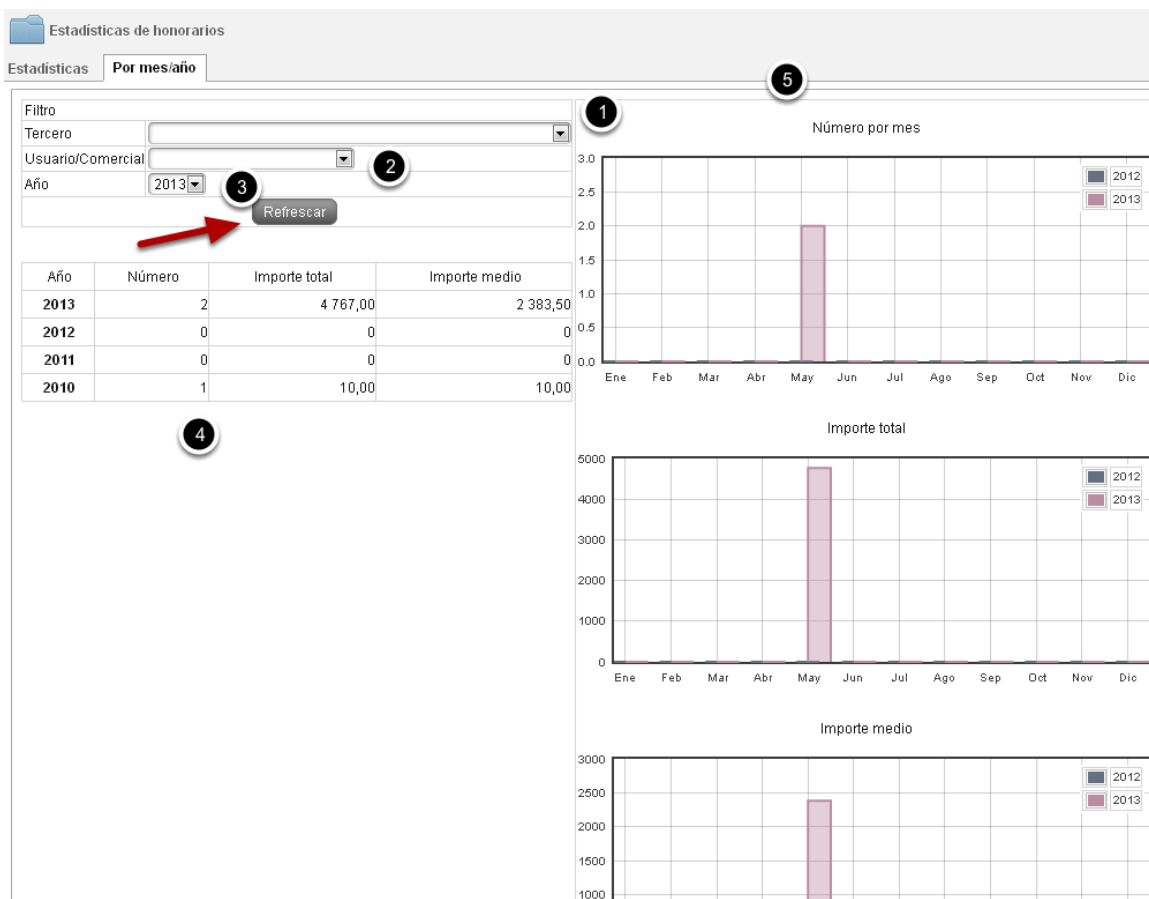 Estadísticas de honorarios
Estadísticas Por mes/año
5
1
Filtro
Tercero
Usuario/Comercial
2
Año 2013
3
Refrescar
Año Número Importe total Importe medio
2013 2 4 767,00 2 383,50
2012 0 0 0
2011 0 0 0
2010 1 10,00 10,00
4
Número por mes
3.0
2.5
2.0
1.5
1.0
0.5
0.0
2012
2013
Ene Feb Mar Abr May Jun Jul Ago Sep Oct Nov Dic
Importe total
5000
4000
3000
2000
1000
0
2012
2013
Ene Feb Mar Abr May Jun Jul Ago Sep Oct Nov Dic
Importe medio
3000
2500
2000
1500
1000
2012
2013